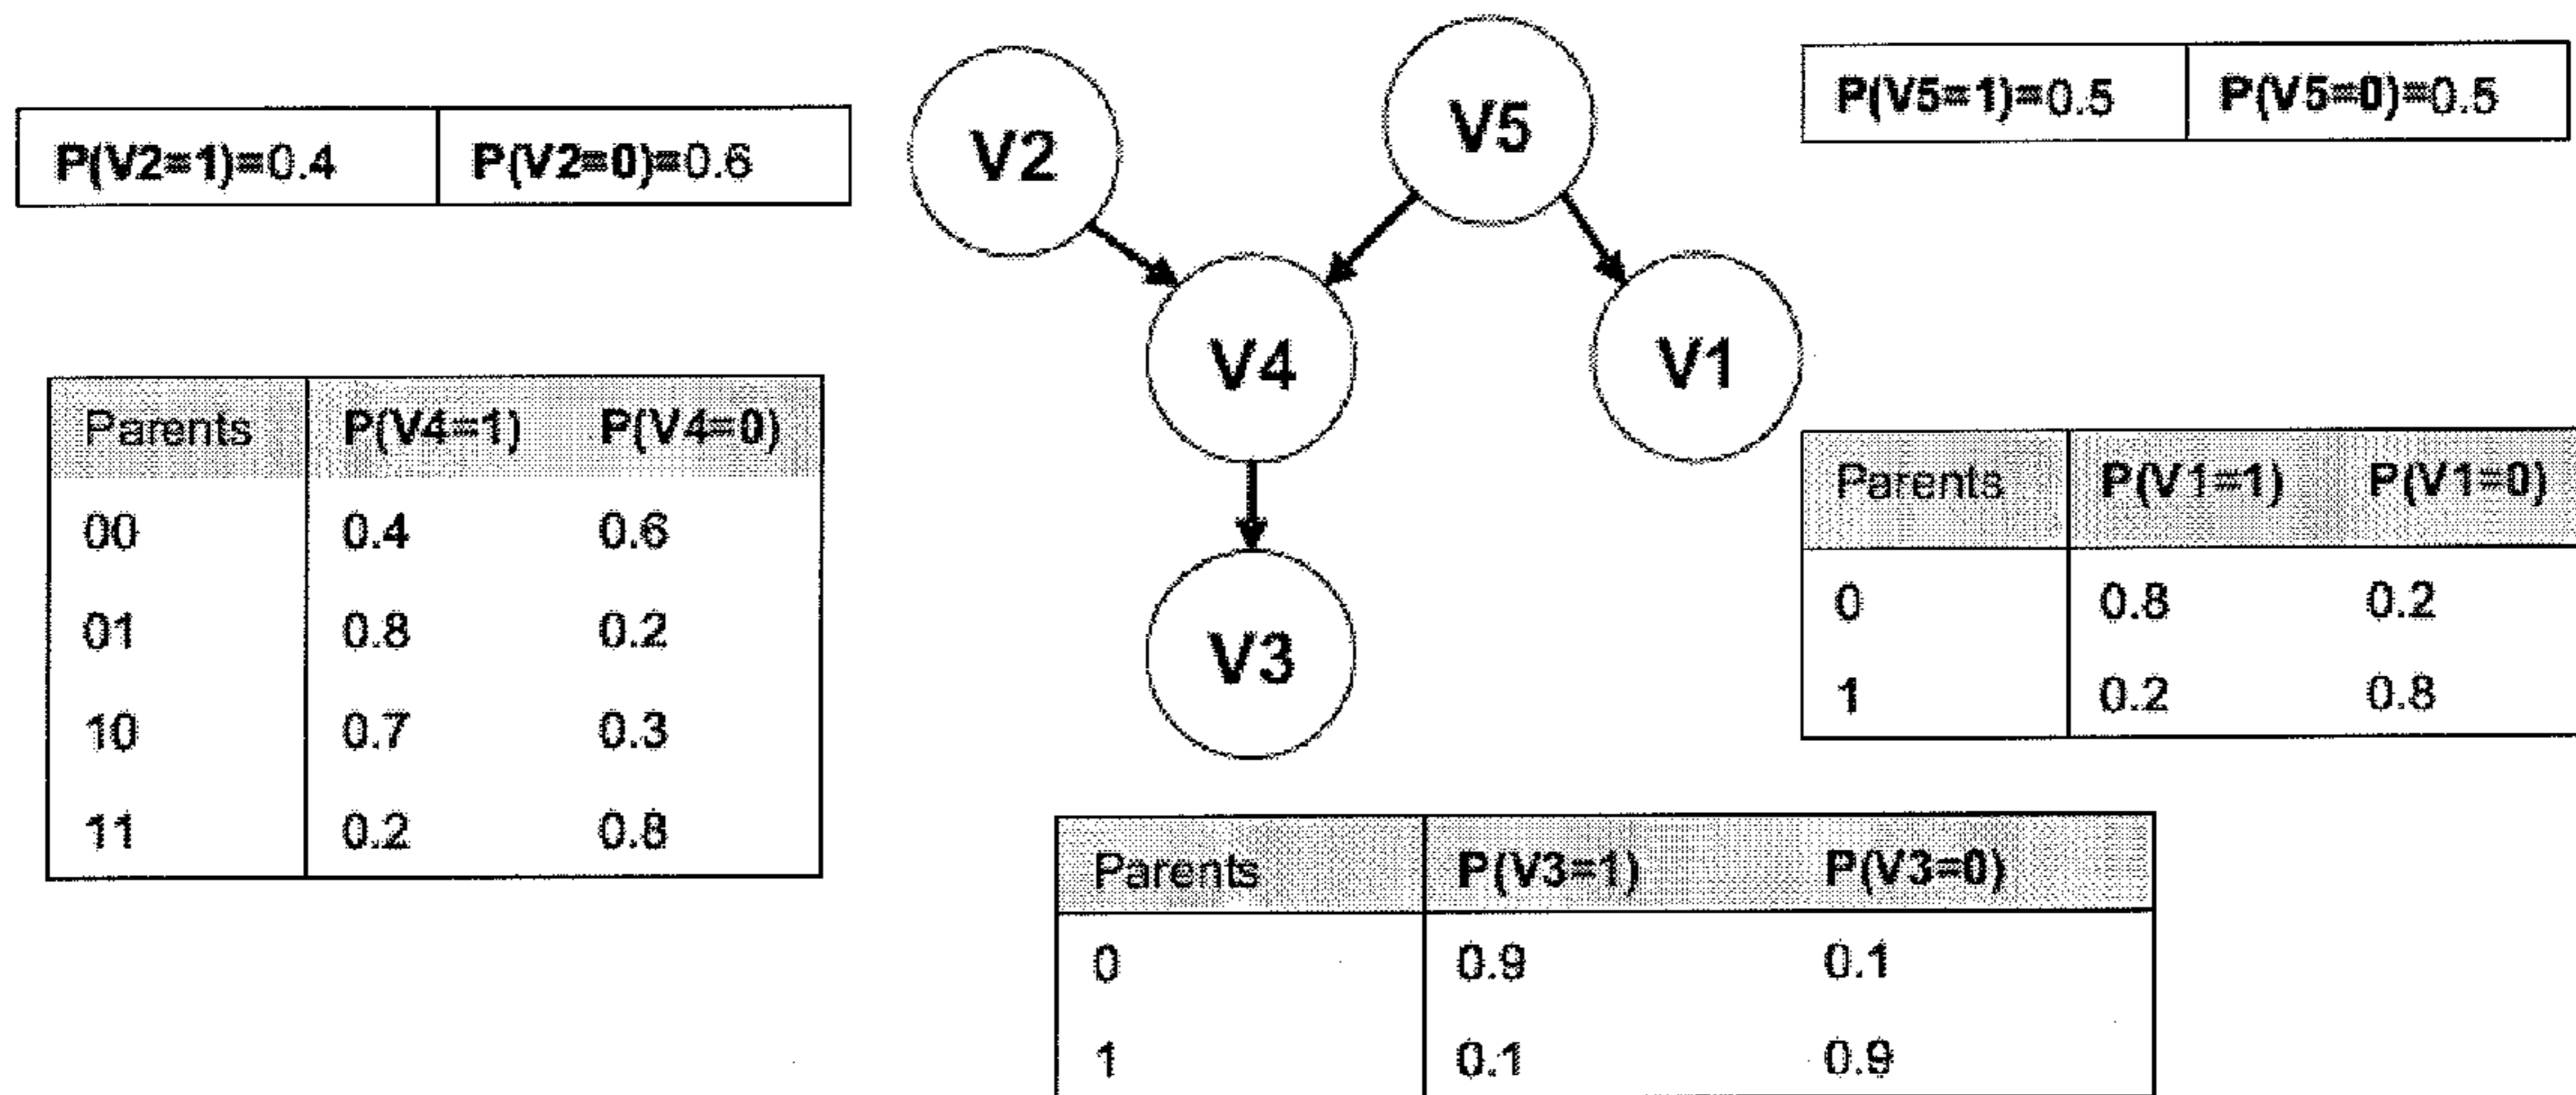 P(V2=1)=0.4 P(V2=0)=0.6
V2
V5
P(V5=1)=0.5 P(V5=0)=0.5
V4
V1
Parents P(V4=1) P(V4=0)
00 0.4 0.6
01 0.8 0.2
10 0.7 0.3
11 0.2 0.8
Parents P(V1=1) P(V1=0)
0 0.8 0.2
1 0.2 0.8
V3
Parents P(V3=1) P(V3=0)
0 0.9 0.1
1 0.1 0.9